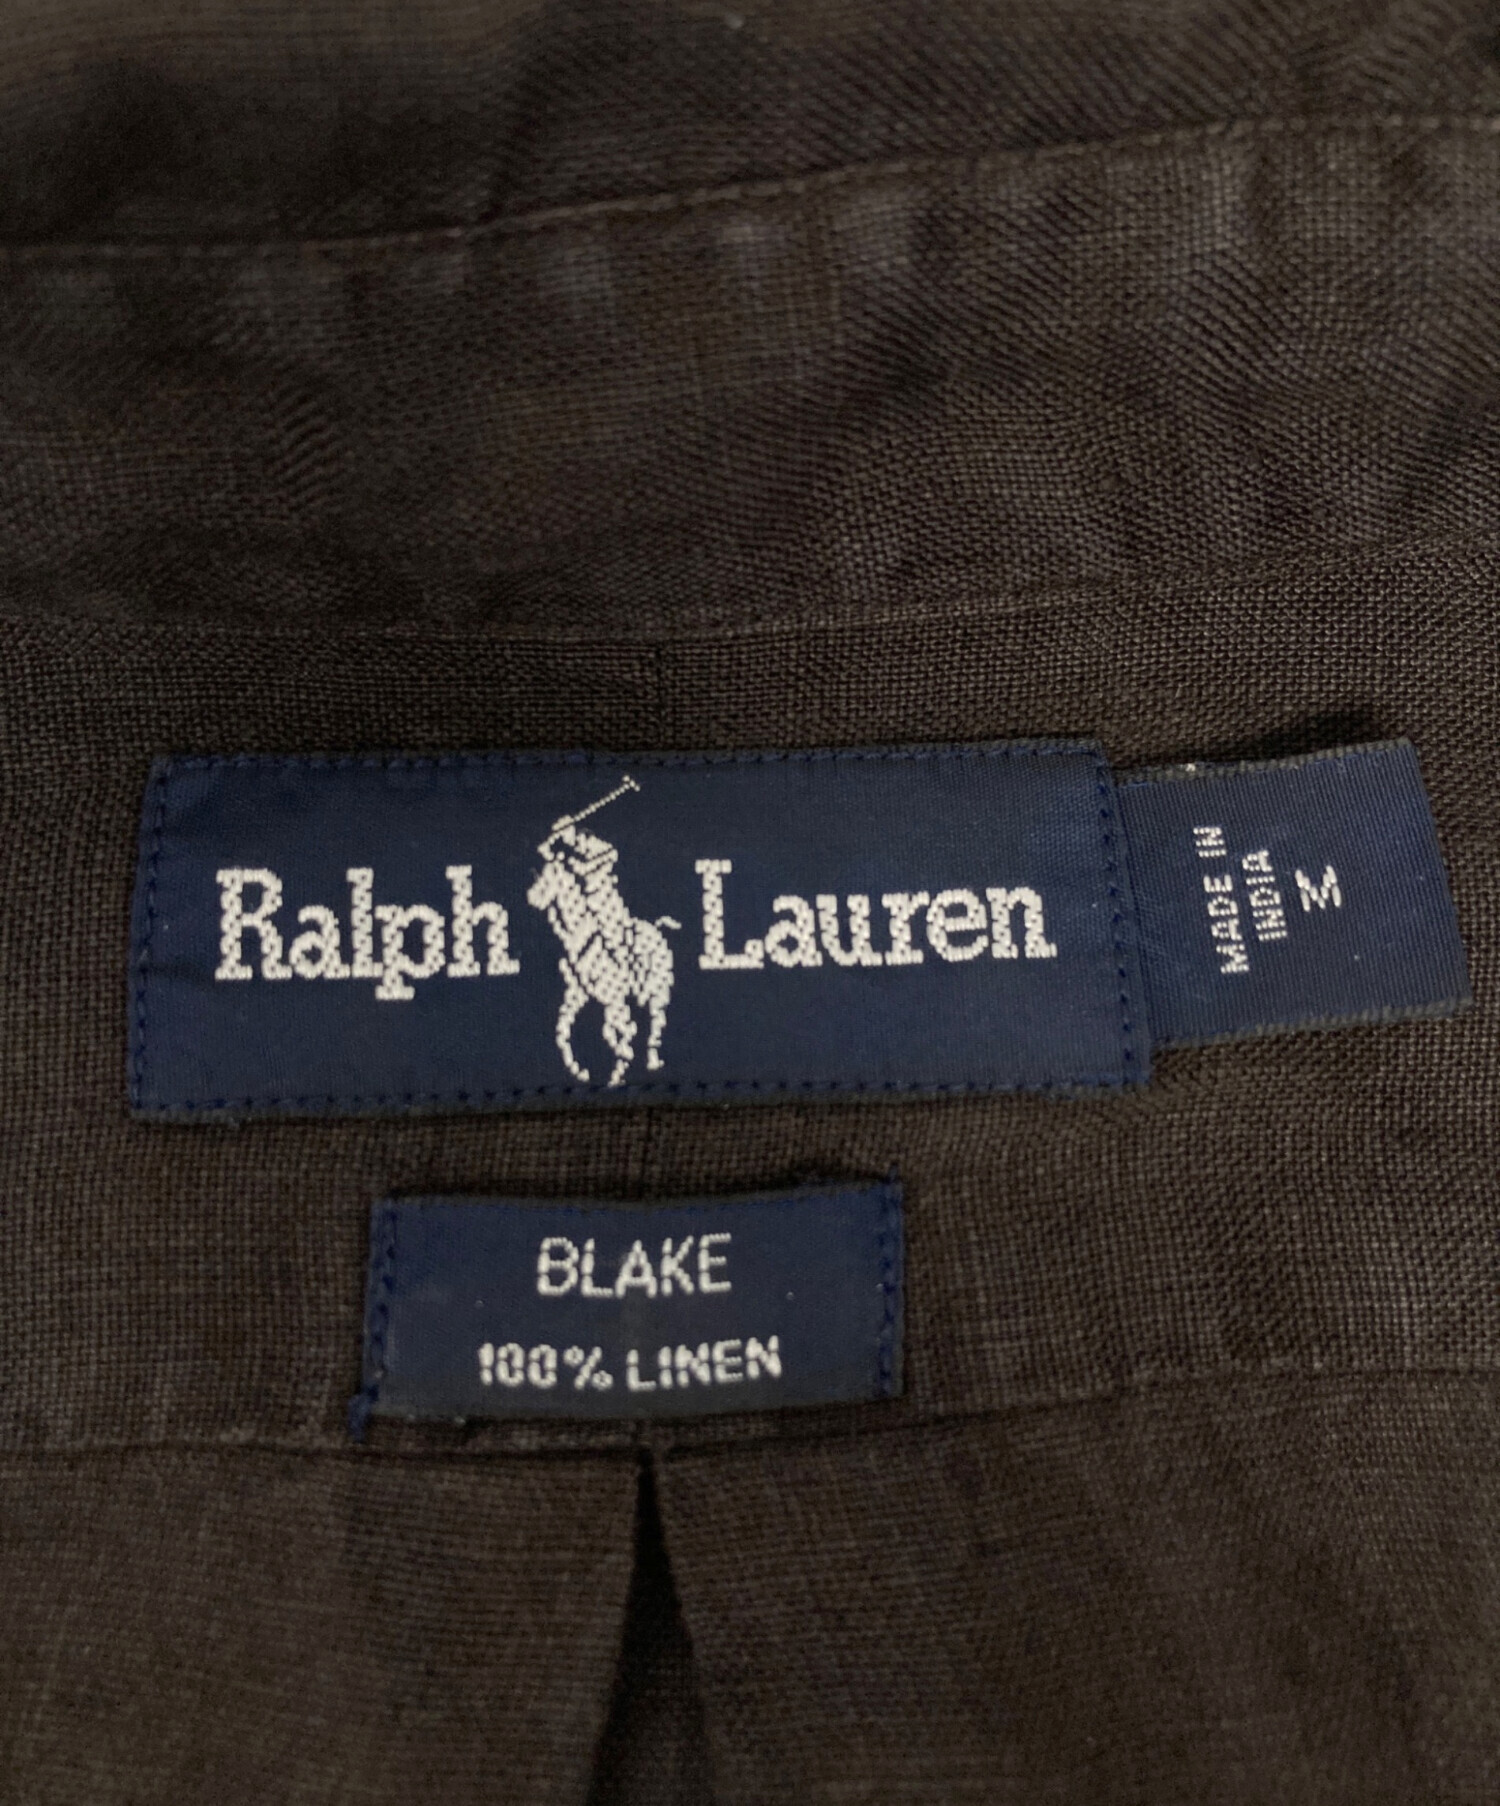 Ralph Lauren
MADE IN
INDIA
M
BLAKE
100% LINEN